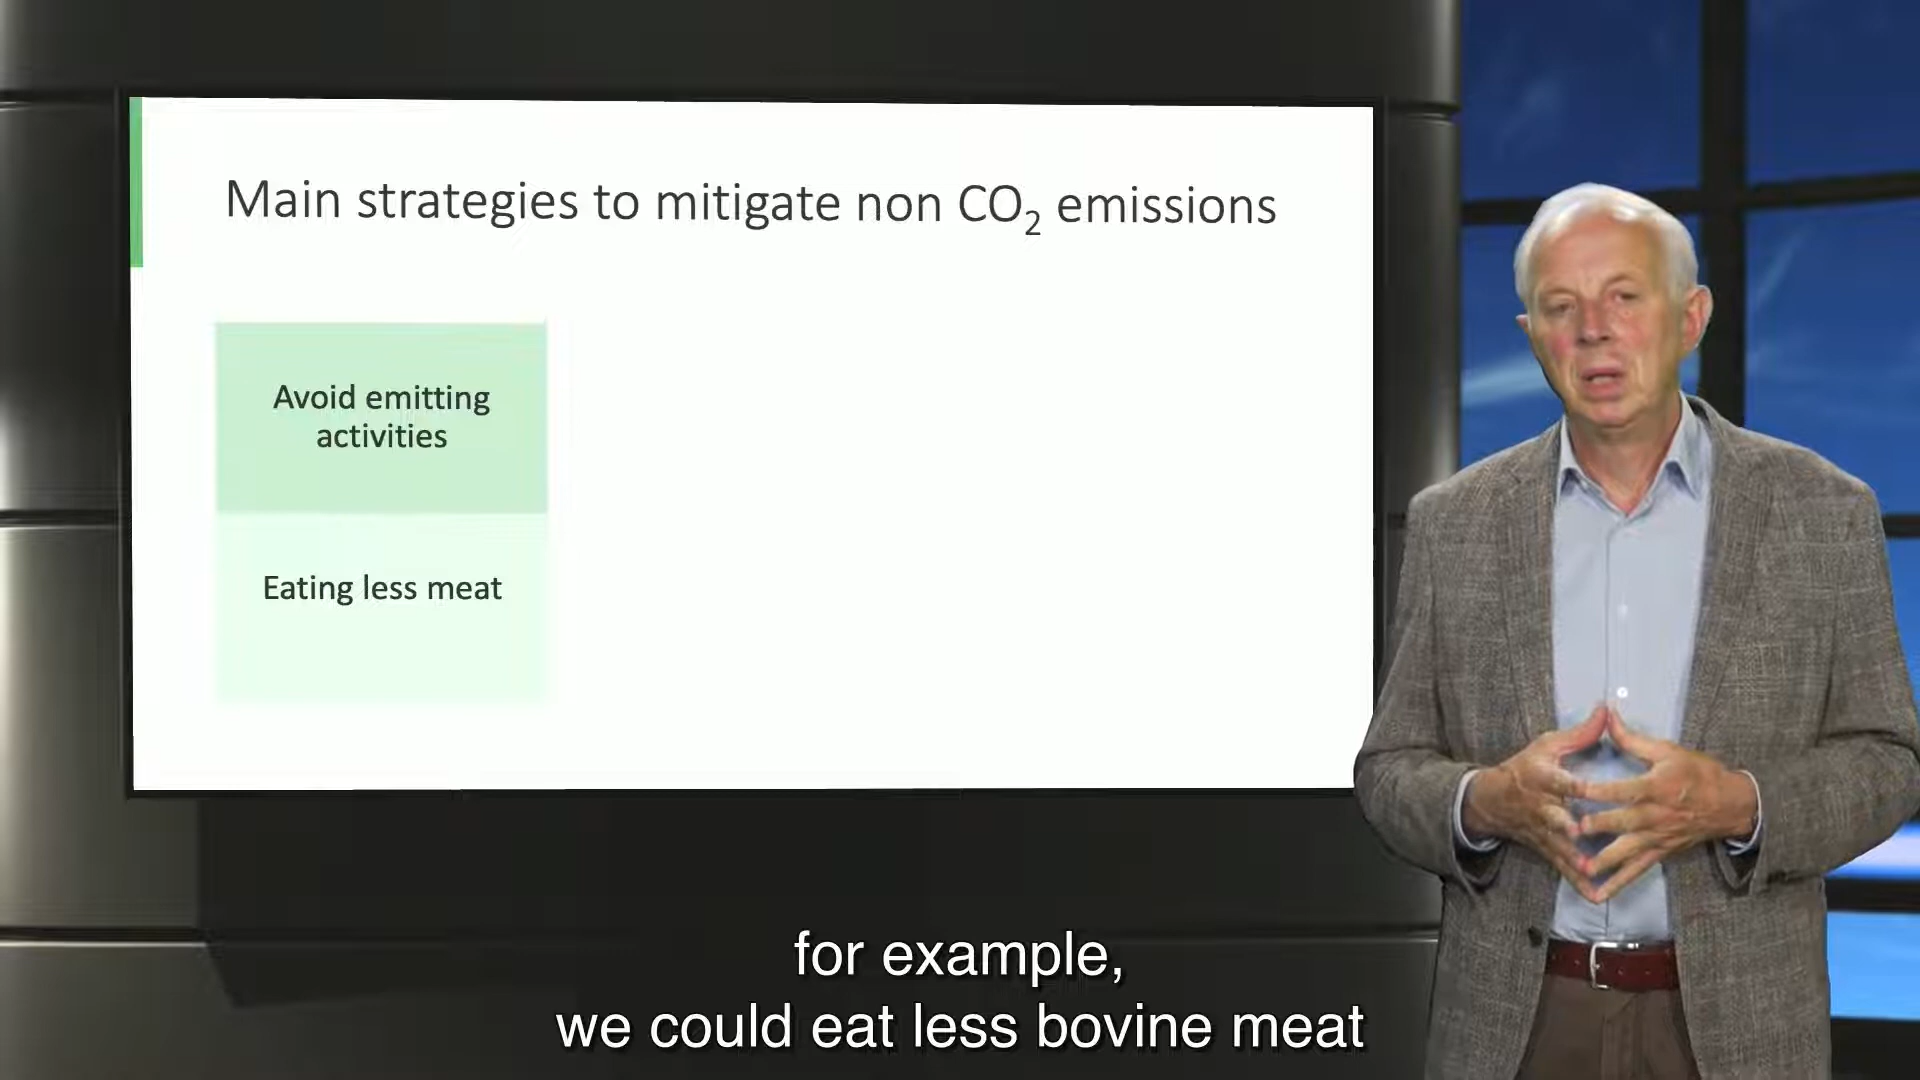 Main strategies to mitigate non CO₂ emissions
Avoid emitting
activities
Eating less meat
for example,
we could eat less bovine meat